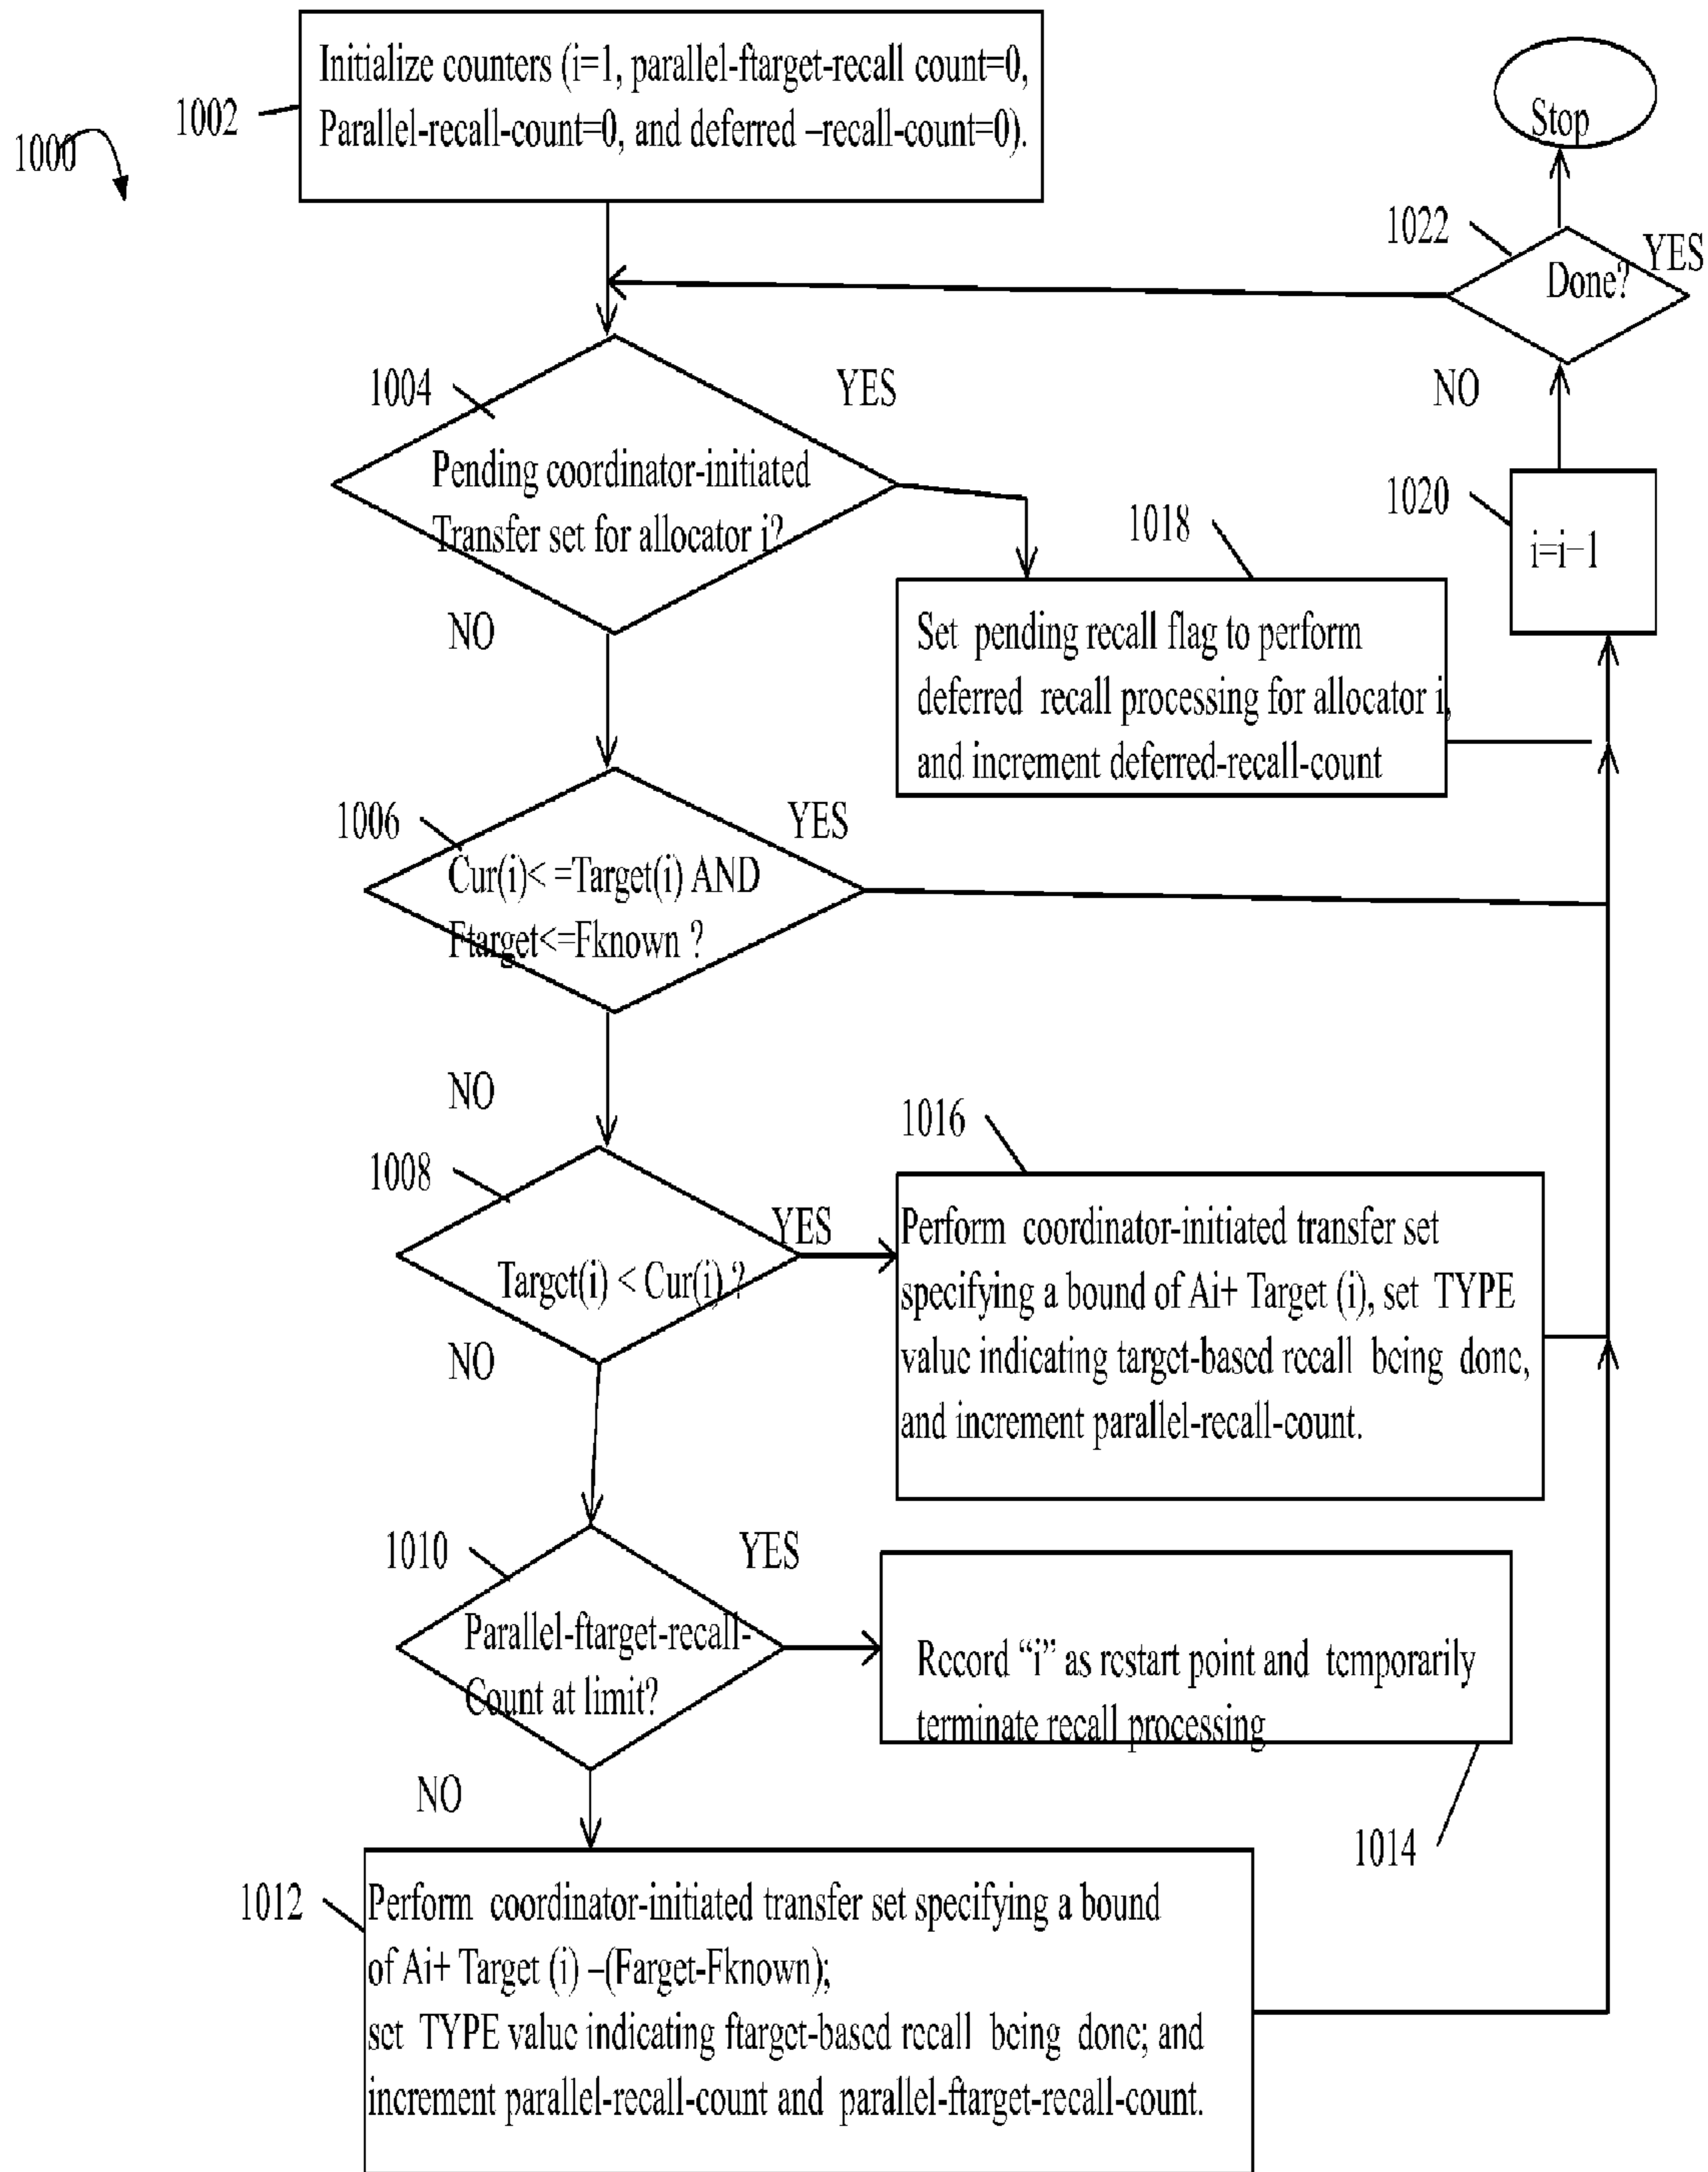 1000
1002
Initialize counters (i=1, parallel-ftarget-recall count=0,
Parallel-recall-count=0, and deferred –recall-count=0).
Stop
1022
YES
Done?
NO
1004
YES
Pending coordinator-initiated
Transfer set for allocator i?
NO
1020
i=i−1
1018
Set pending recall flag to perform
deferred recall processing for allocator i,
and increment deferred-recall-count
1006
YES
Cur(i)< =Target(i) AND
Ftarget<=Fknown ?
NO
1008
YES
Target(i) < Cur(i) ?
NO
1016
Perform coordinator-initiated transfer set
specifying a bound of Ai+ Target (i), set TYPE
value indicating target-based recall being done,
and increment parallel-recall-count.
1010
YES
Parallel-ftarget-recall-
Count at limit?
NO
Record “i” as restart point and temporarily
terminate recall processing
1014
1012
Perform coordinator-initiated transfer set specifying a bound
of Ai+ Target (i) –(Farget-Fknown);
set TYPE value indicating ftarget-based recall being done; and
increment parallel-recall-count and parallel-ftarget-recall-count.